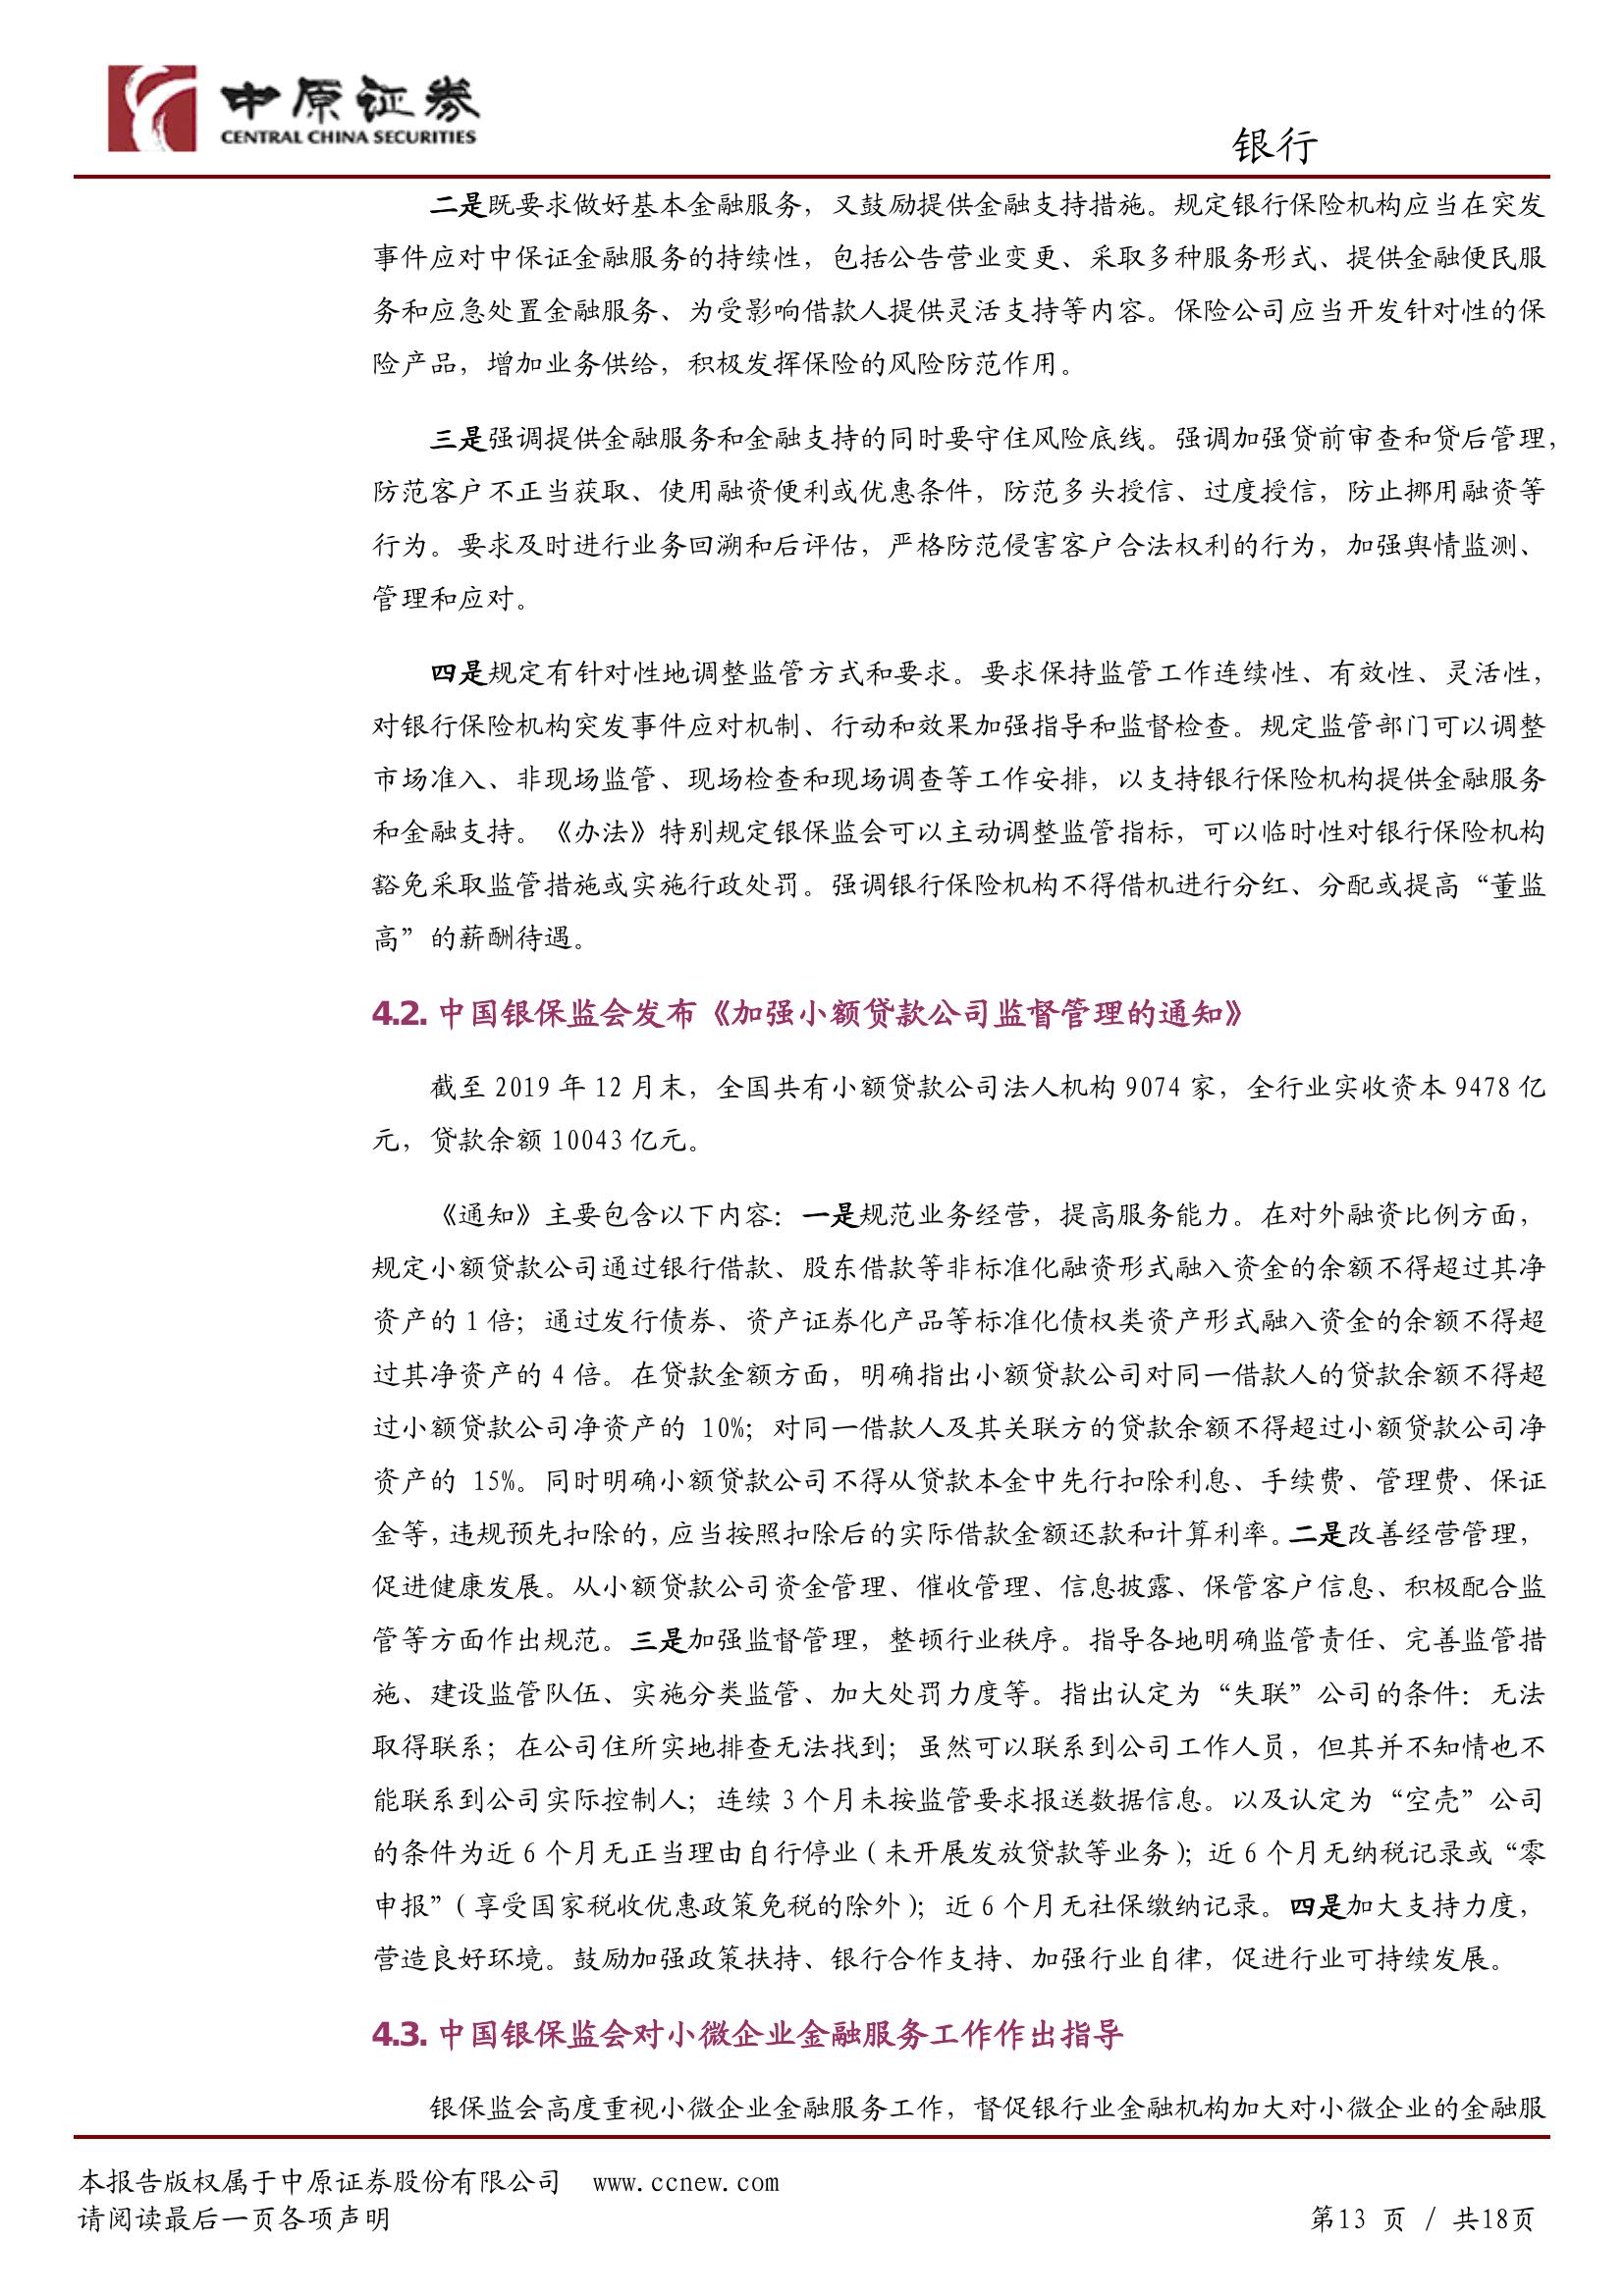 中原证券
CENTRAL CHINA SECURITIES
银行
二是既要求做好基本金融服务，又鼓励提供金融支持措施。规定银行保险机构应当在突发
事件应对中保证金融服务的持续性，包括公告营业变更、采取多种服务形式、提供金融便民服
务和应急处置金融服务、为受影响借款人提供灵活支持等内容。保险公司应当开发针对性的保
险产品，增加业务供给，积极发挥保险的风险防范作用。
三是强调提供金融服务和金融支持的同时要守住风险底线。强调加强贷前审查和贷后管理，
防范客户不正当获取、使用融资便利或优惠条件，防范多头授信、过度授信，防止挪用融资等
行为。要求及时进行业务回溯和后评估，严格防范侵害客户合法权利的行为，加强舆情监测、
管理和应对。
四是规定有针对性地调整监管方式和要求。要求保持监管工作连续性、有效性、灵活性，
对银行保险机构突发事件应对机制、行动和效果加强指导和监督检查。规定监管部门可以调整
市场准入、非现场监管、现场检查和现场调查等工作安排，以支持银行保险机构提供金融服务
和金融支持。《办法》特别规定银保监会可以主动调整监管指标，可以临时性对银行保险机构
豁免采取监管措施或实施行政处罚。强调银行保险机构不得借机进行分红、分配或提高“董监
高”的薪酬待遇。
4.2. 中国银保监会发布《加强小额贷款公司监督管理的通知》
截至 2019 年 12 月末，全国共有小额贷款公司法人机构 9074 家，全行业实收资本 9478 亿
元，贷款余额 10043 亿元。
《通知》主要包含以下内容：一是规范业务经营，提高服务能力。在对外融资比例方面，
规定小额贷款公司通过银行借款、股东借款等非标准化融资形式融入资金的余额不得超过其净
资产的 1 倍；通过发行债券、资产证券化产品等标准化债权类资产形式融入资金的余额不得超
过其净资产的 4 倍。在贷款金额方面，明确指出小额贷款公司对同一借款人的贷款余额不得超
过小额贷款公司净资产的 10%；对同一借款人及其关联方的贷款余额不得超过小额贷款公司净
资产的 15%。同时明确小额贷款公司不得从贷款本金中先行扣除利息、手续费、管理费、保证
金等，违规预先扣除的，应当按照扣除后的实际借款金额还款和计算利率。二是改善经营管理，
促进健康发展。从小额贷款公司资金管理、催收管理、信息披露、保管客户信息、积极配合监
管等方面作出规范。三是加强监督管理，整顿行业秩序。指导各地明确监管责任、完善监管措
施、建设监管队伍、实施分类监管、加大处罚力度等。指出认定为“失联”公司的条件：无法
取得联系；在公司住所实地排查无法找到；虽然可以联系到公司工作人员，但其并不知情也不
能联系到公司实际控制人；连续 3 个月未按监管要求报送数据信息。以及认定为“空壳”公司
的条件为近 6 个月无正当理由自行停业（未开展发放贷款等业务）；近 6 个月无纳税记录或“零
申报”（享受国家税收优惠政策免税的除外）；近 6 个月无社保缴纳记录。四是加大支持力度，
营造良好环境。鼓励加强政策扶持、银行合作支持、加强行业自律，促进行业可持续发展。
4.3. 中国银保监会对小微企业金融服务工作作出指导
银保监会高度重视小微企业金融服务工作，督促银行业金融机构加大对小微企业的金融服
本报告版权属于中原证券股份有限公司 www.ccnew.com
请阅读最后一页各项声明
第13 页 / 共18页